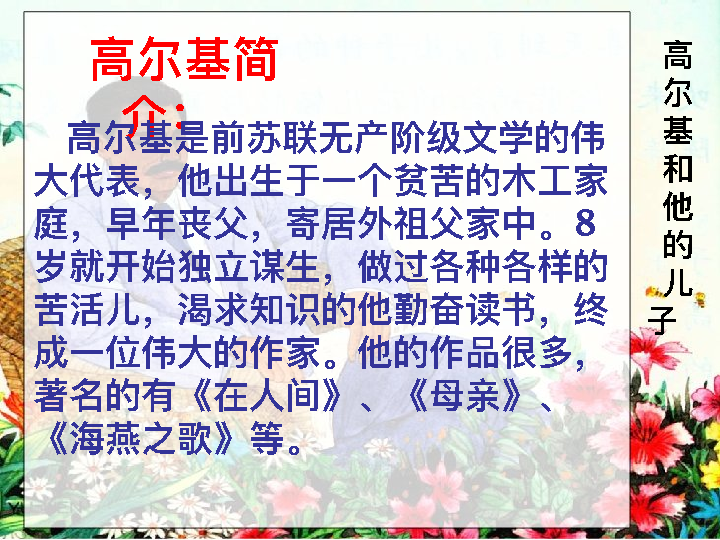 高尔基简
介：
高尔基是前苏联无产阶级文学的伟
大代表，他出生于一个贫苦的木工家
庭，早年丧父，寄居外祖父家中。8
岁就开始独立谋生，做过各种各样的
苦活儿，渴求知识的他勤奋读书，终
成一位伟大的作家。他的作品很多，
著名的有《在人间》、《母亲》、
《海燕之歌》等。
高尔基和他的儿子